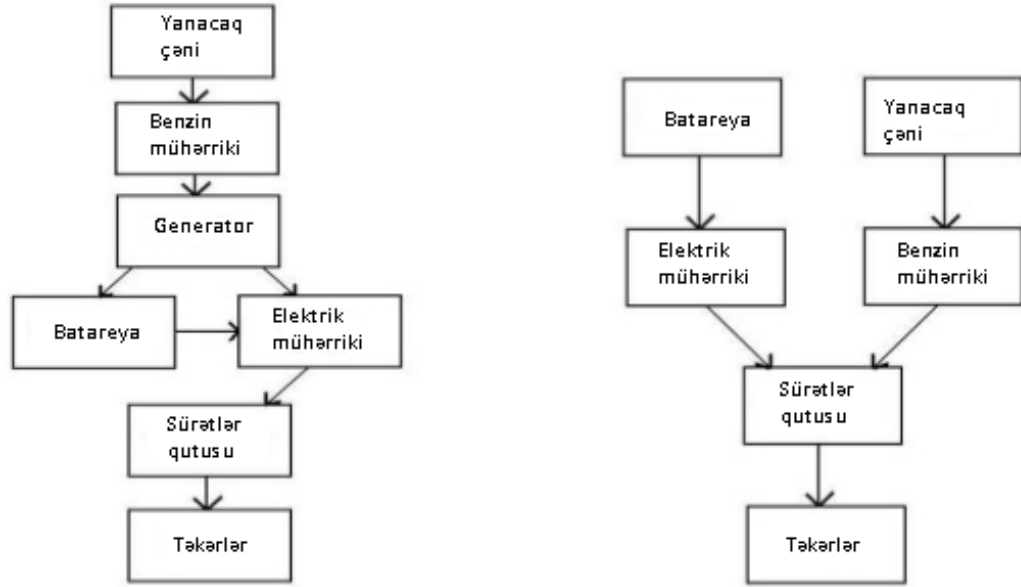 Yanacaq
çəni
Benzin
mühərriki
Generator
Batareya
Elektrik
mühərriki
Sürətlər
qutusu
Təkərlər
Batareya
Yanacaq
çəni
Elektrik
mühərriki
Benzin
mühərriki
Sürətlər
qutusu
Təkərlər